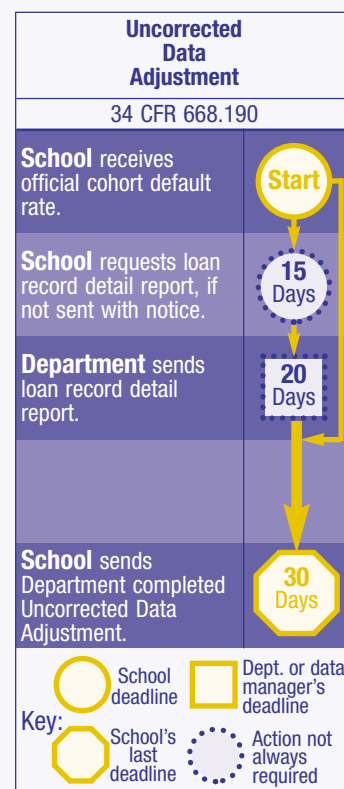 Uncorrected
Data
Adjustment
34 CFR 668.190
School receives
official cohort default
rate.
Start
School requests loan
record detail report, if
not sent with notice.
15
Days
Department sends
loan record detail
report.
20
Days
School sends
Department completed
Uncorrected Data
Adjustment.
30
Days
Key:
School
deadline
Dept. or data
manager's
deadline
School's
last
deadline
Action not
always
required